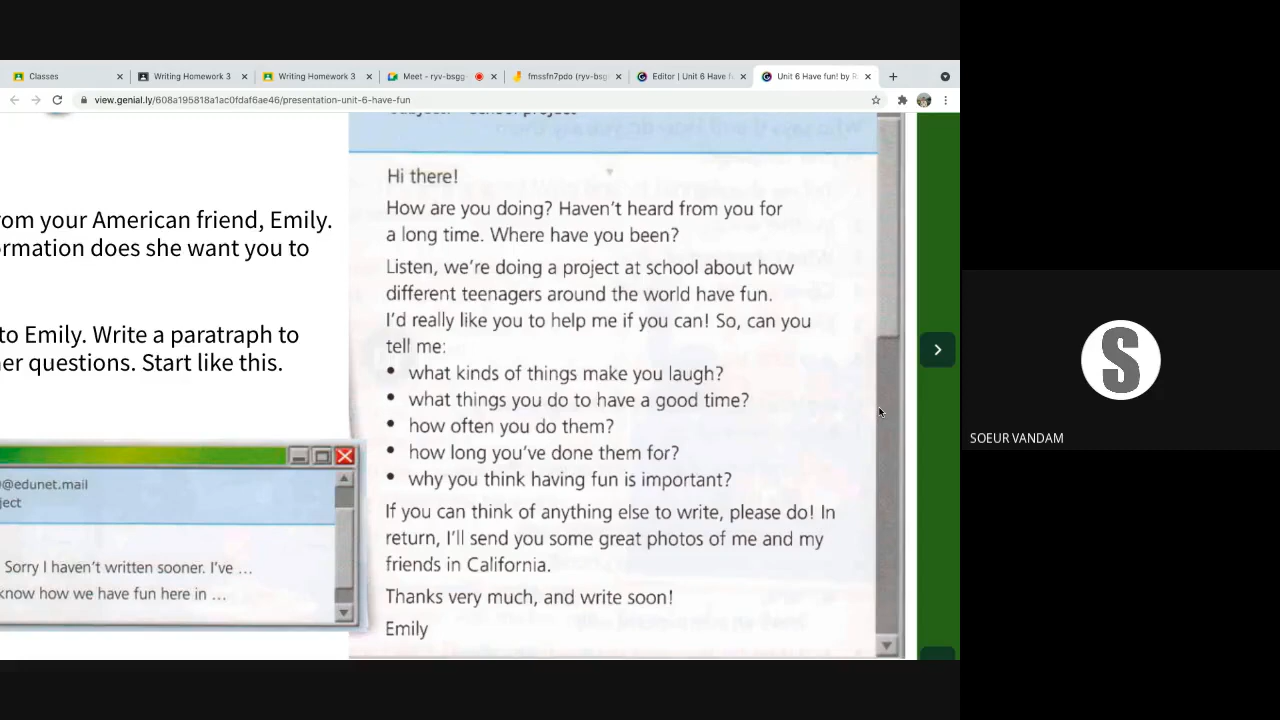 Classes
Writing Homework 3
Writing Homework 3
Meet - ryv-bsgg-
fmssfn7pdo (ryv-bsg
Editor | Unit 6 Have f
Unit 6 Have fun! by R
view.genial.ly/608a195818a1ac0fdaf6ae46/presentation-unit-6-have-fun
rom your American friend, Emily.
rmation does she want you to
to Emily. Write a paratraph to
er questions. Start like this.
@edunet.mail
ject
Sorry I haven't written sooner. I've ...
know how we have fun here in ...
Subject: School project
Hi there!
How are you doing? Haven't heard from you for
a long time. Where have you been?
Listen, we're doing a project at school about how
different teenagers around the world have fun.
I'd really like you to help me if you can! So, can you
tell me:
• what kinds of things make you laugh?
• what things you do to have a good time?
• how often you do them?
• how long you've done them for?
• why you think having fun is important?
If you can think of anything else to write, please do! In
return, I'll send you some great photos of me and my
friends in California.
Thanks very much, and write soon!
Emily
S
SOEUR VANDAM